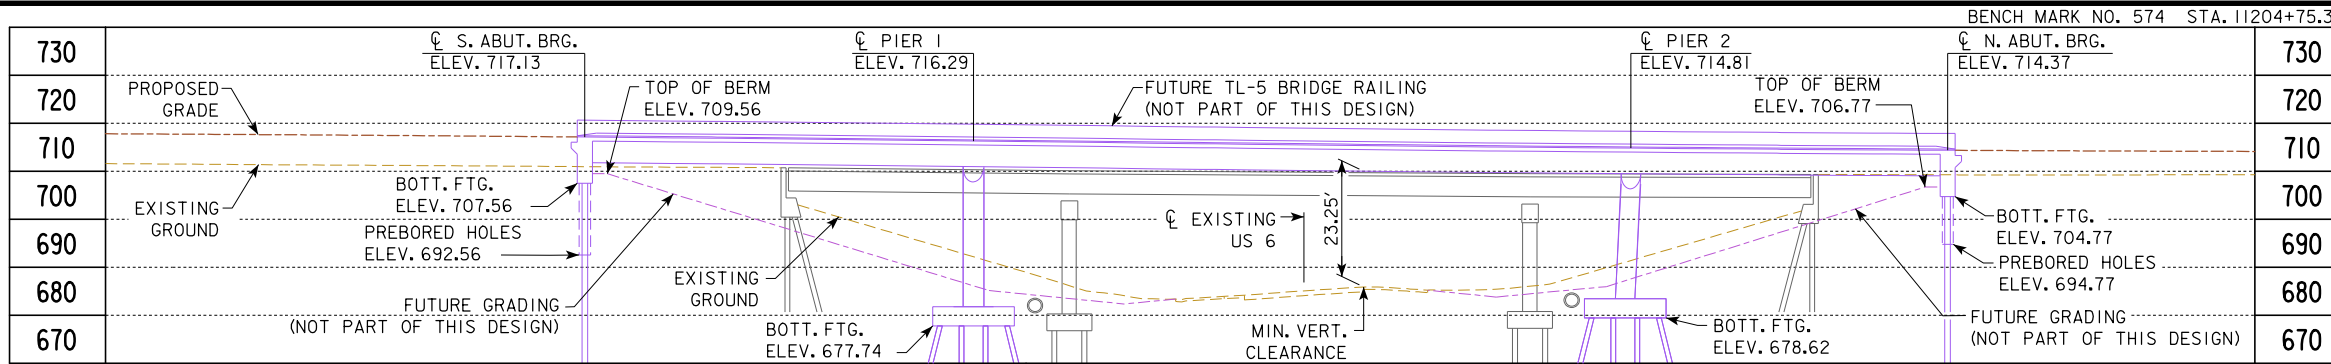 BENCH MARK NO. 574 STA. 11204+75.3
730
720
710
700
690
680
670
℄ S. ABUT. BRG.
ELEV. 717.13
℄ PIER 1
ELEV. 716.29
℄ PIER 2
ELEV. 714.81
℄ N. ABUT. BRG.
ELEV. 714.37
PROPOSED
GRADE
TOP OF BERM
ELEV. 709.56
FUTURE TL-5 BRIDGE RAILING
(NOT PART OF THIS DESIGN)
TOP OF BERM
ELEV. 706.77
EXISTING
GROUND
BOTT. FTG.
ELEV. 707.56
PREBORED HOLES
ELEV. 692.56
FUTURE GRADING
(NOT PART OF THIS DESIGN)
EXISTING
GROUND
BOTT. FTG.
ELEV. 677.74
℄ EXISTING
US 6
23.25'
MIN. VERT.
CLEARANCE
BOTT. FTG.
ELEV. 678.62
BOTT. FTG.
ELEV. 704.77
PREBORED HOLES
ELEV. 694.77
FUTURE GRADING
(NOT PART OF THIS DESIGN)
730
720
710
700
690
680
670